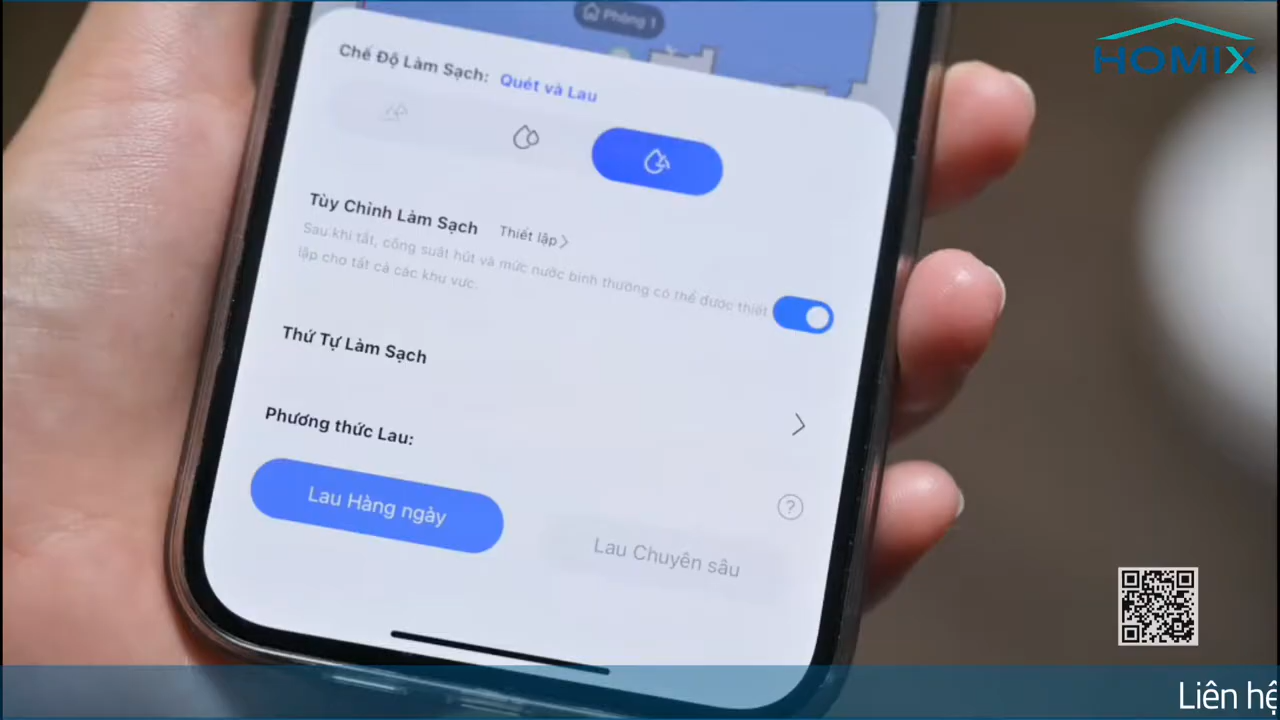 Phòng 1
HOMIX
Chế Độ Làm Sạch: Quét và Lau
Tùy Chỉnh Làm Sạch Thiết lập
Sau khi tắt, công suất hút và mức nước bình thường có thể được thiết
lập cho tất cả các khu vực.
Thứ Tự Làm Sạch
Phương thức Lau:
?
Lau Hàng ngày
Lau Chuyên sâu
Liên hệ